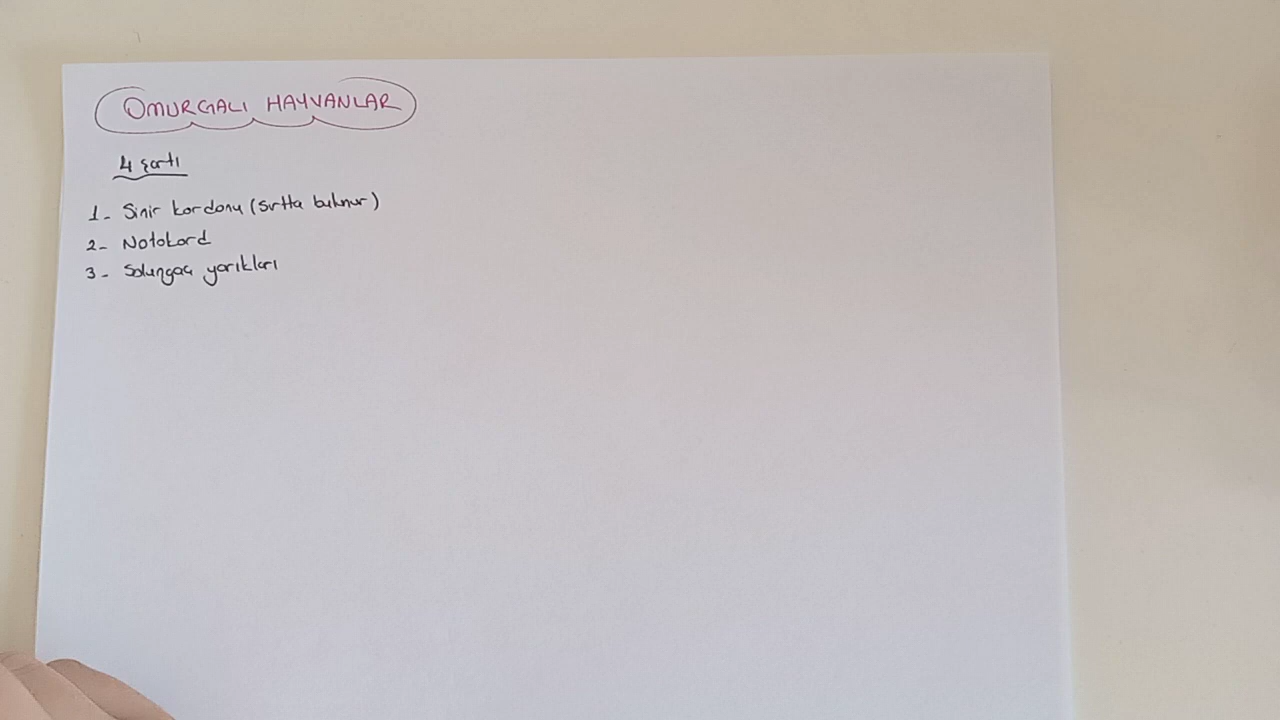 OMURGALI HAYVANLAR
4 şartı
1- Sinir kordonu (sırtta bulunur)
2- Notokord
3- Solungaç yarıkları